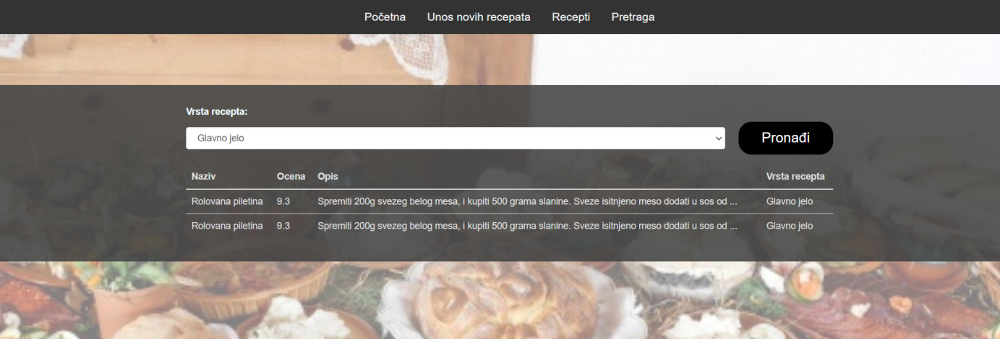 Početna Unos novih recepata Recepti Pretraga
Vrsta recepta:
Glavno jelo Pronađi
Naziv Ocena Opis Vrsta recepta
Rolovana piletina 9.3 Spremiti 200g svezeg belog mesa, i kupiti 500 grama slanine. Sveze isitnjeno meso dodati u sos od ... Glavno jelo
Rolovana piletina 9.3 Spremiti 200g svezeg belog mesa, i kupiti 500 grama slanine. Sveze isitnjeno meso dodati u sos od ... Glavno jelo